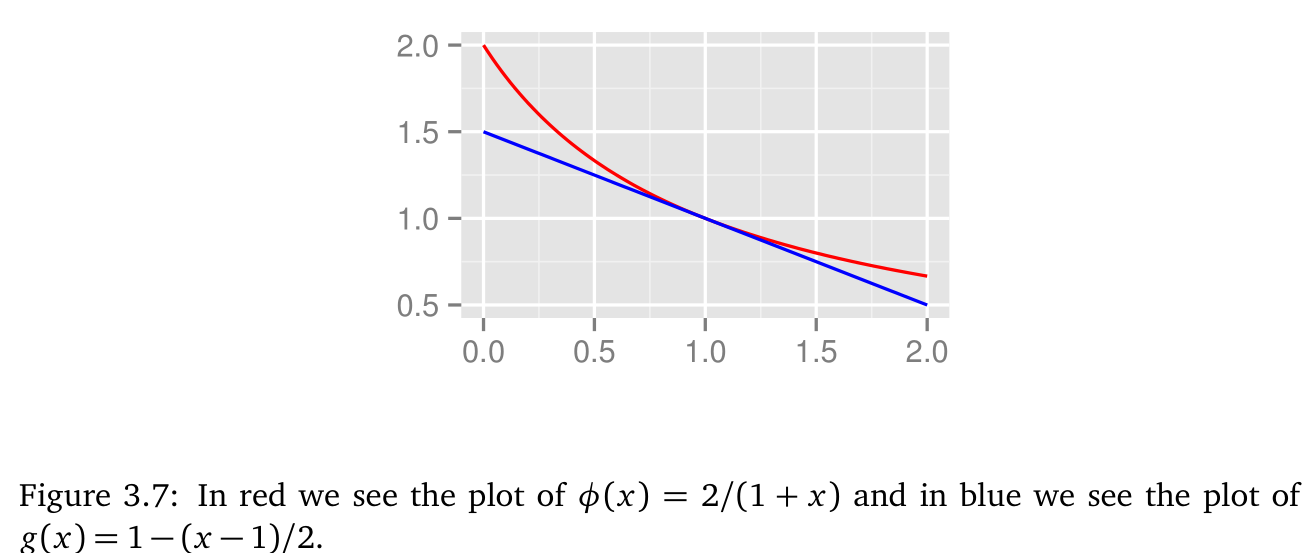 2.0
1.5
1.0
0.5
0.0 0.5 1.0 1.5 2.0
Figure 3.7: In red we see the plot of ϕ(x) = 2/(1 + x) and in blue we see the plot of
g(x) = 1 − (x − 1)/2.